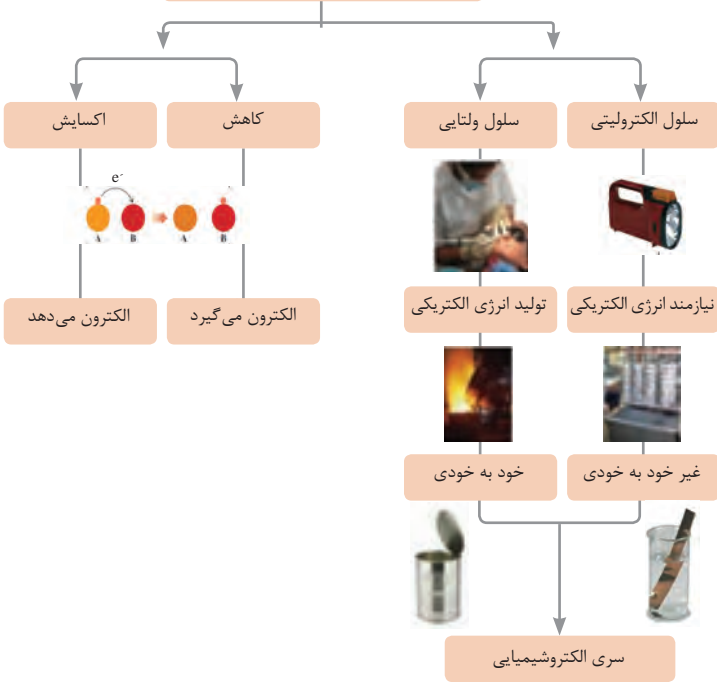 سلول الکترولیتی
سلول ولتایی
کاهش
اکسایش
e-
A
B
A
B
نیازمند انرژی الکتریکی
تولید انرژی الکتریکی
الکترون می‌گیرد
الکترون می‌دهد
غیر خود به خودی
خود به خودی
سری الکتروشیمیایی